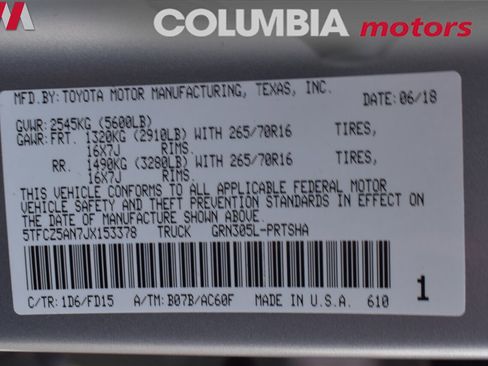 COLUMBIA motors
MFD.BY: TOYOTA MOTOR MANUFACTURING, TEXAS, INC.
DATE: 06/18
GVWR: 2545KG (5600LB)
GAWR: FRT. 1320KG (2910LB) WITH 265/70R16 TIRES,
16X7J RIMS.
RR. 1490KG (3280LB) WITH 265/70R16 TIRES,
16X7J RIMS.
THIS VEHICLE CONFORMS TO ALL APPLICABLE FEDERAL MOTOR
VEHICLE SAFETY AND THEFT PREVENTION STANDARDS IN EFFECT
ON THE DATE OF MANUFACTURE SHOWN ABOVE.
5TFCZ5AN7JX153378 TRUCK GRN305L-PRTSHA
C/TR: 1D6/FD15 A/TM: B07B/AC60F MADE IN U.S.A. 610 1